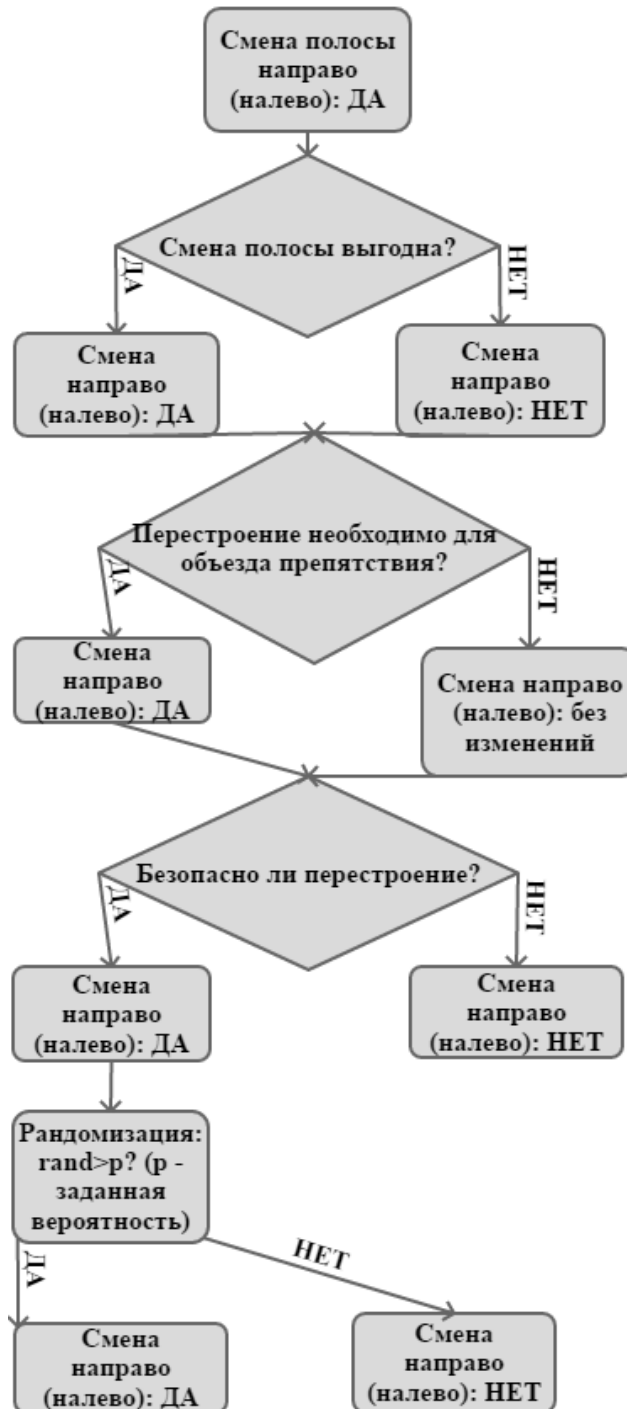 Смена полосы
направо
(налево): ДА
Смена полосы выгодна?
ДА
НЕТ
Смена
направо
(налево): ДА
Смена
направо
(налево): НЕТ
Перестроение необходимо для
объезда препятствия?
ДА
НЕТ
Смена
направо
(налево): ДА
Смена направо
(налево): без
изменений
Безопасно ли перестроение?
ДА
НЕТ
Смена
направо
(налево): ДА
Смена
направо
(налево): НЕТ
Рандомизация:
rand>p? (p -
заданная
вероятность)
ДА
НЕТ
Смена
направо
(налево): ДА
Смена
направо
(налево): НЕТ